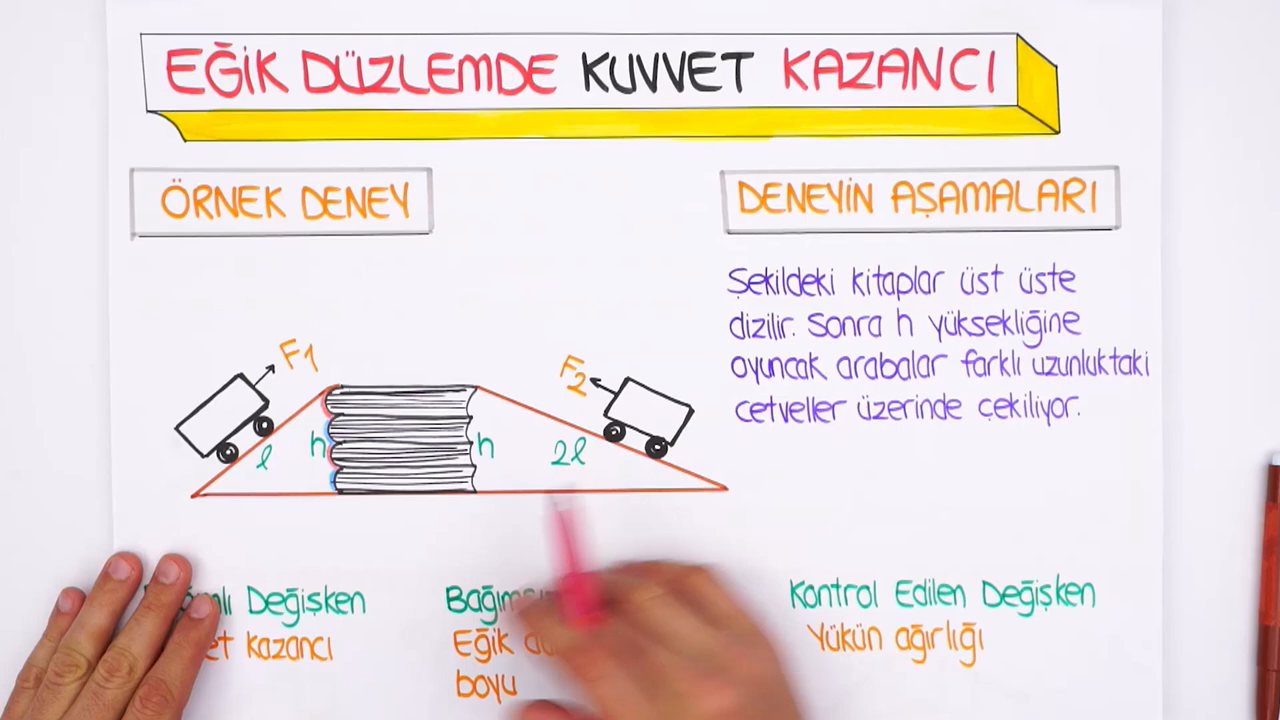 EĞİK DÜZLEMDE KUVVET KAZANCI
ÖRNEK DENEY
DENEYİN AŞAMALARI
Şekildeki kitaplar üst üste
dizilir. Sonra h yüksekliğine
oyuncak arabalar farklı uzunluktaki
cetveller üzerinde çekiliyor.
F1
F2
l
h
h
2l
Değişken
kazancı
Eğik
boyu
Kontrol Edilen Değişken
Yükün ağırlığı